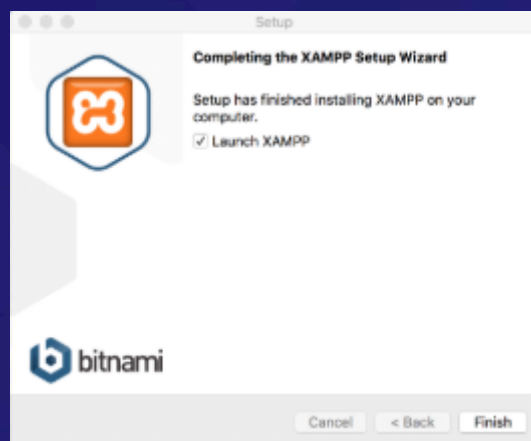 Setup
Completing the XAMPP Setup Wizard
Setup has finished installing XAMPP on your
computer.
Launch XAMPP
bitnami
Cancel
< Back
Finish